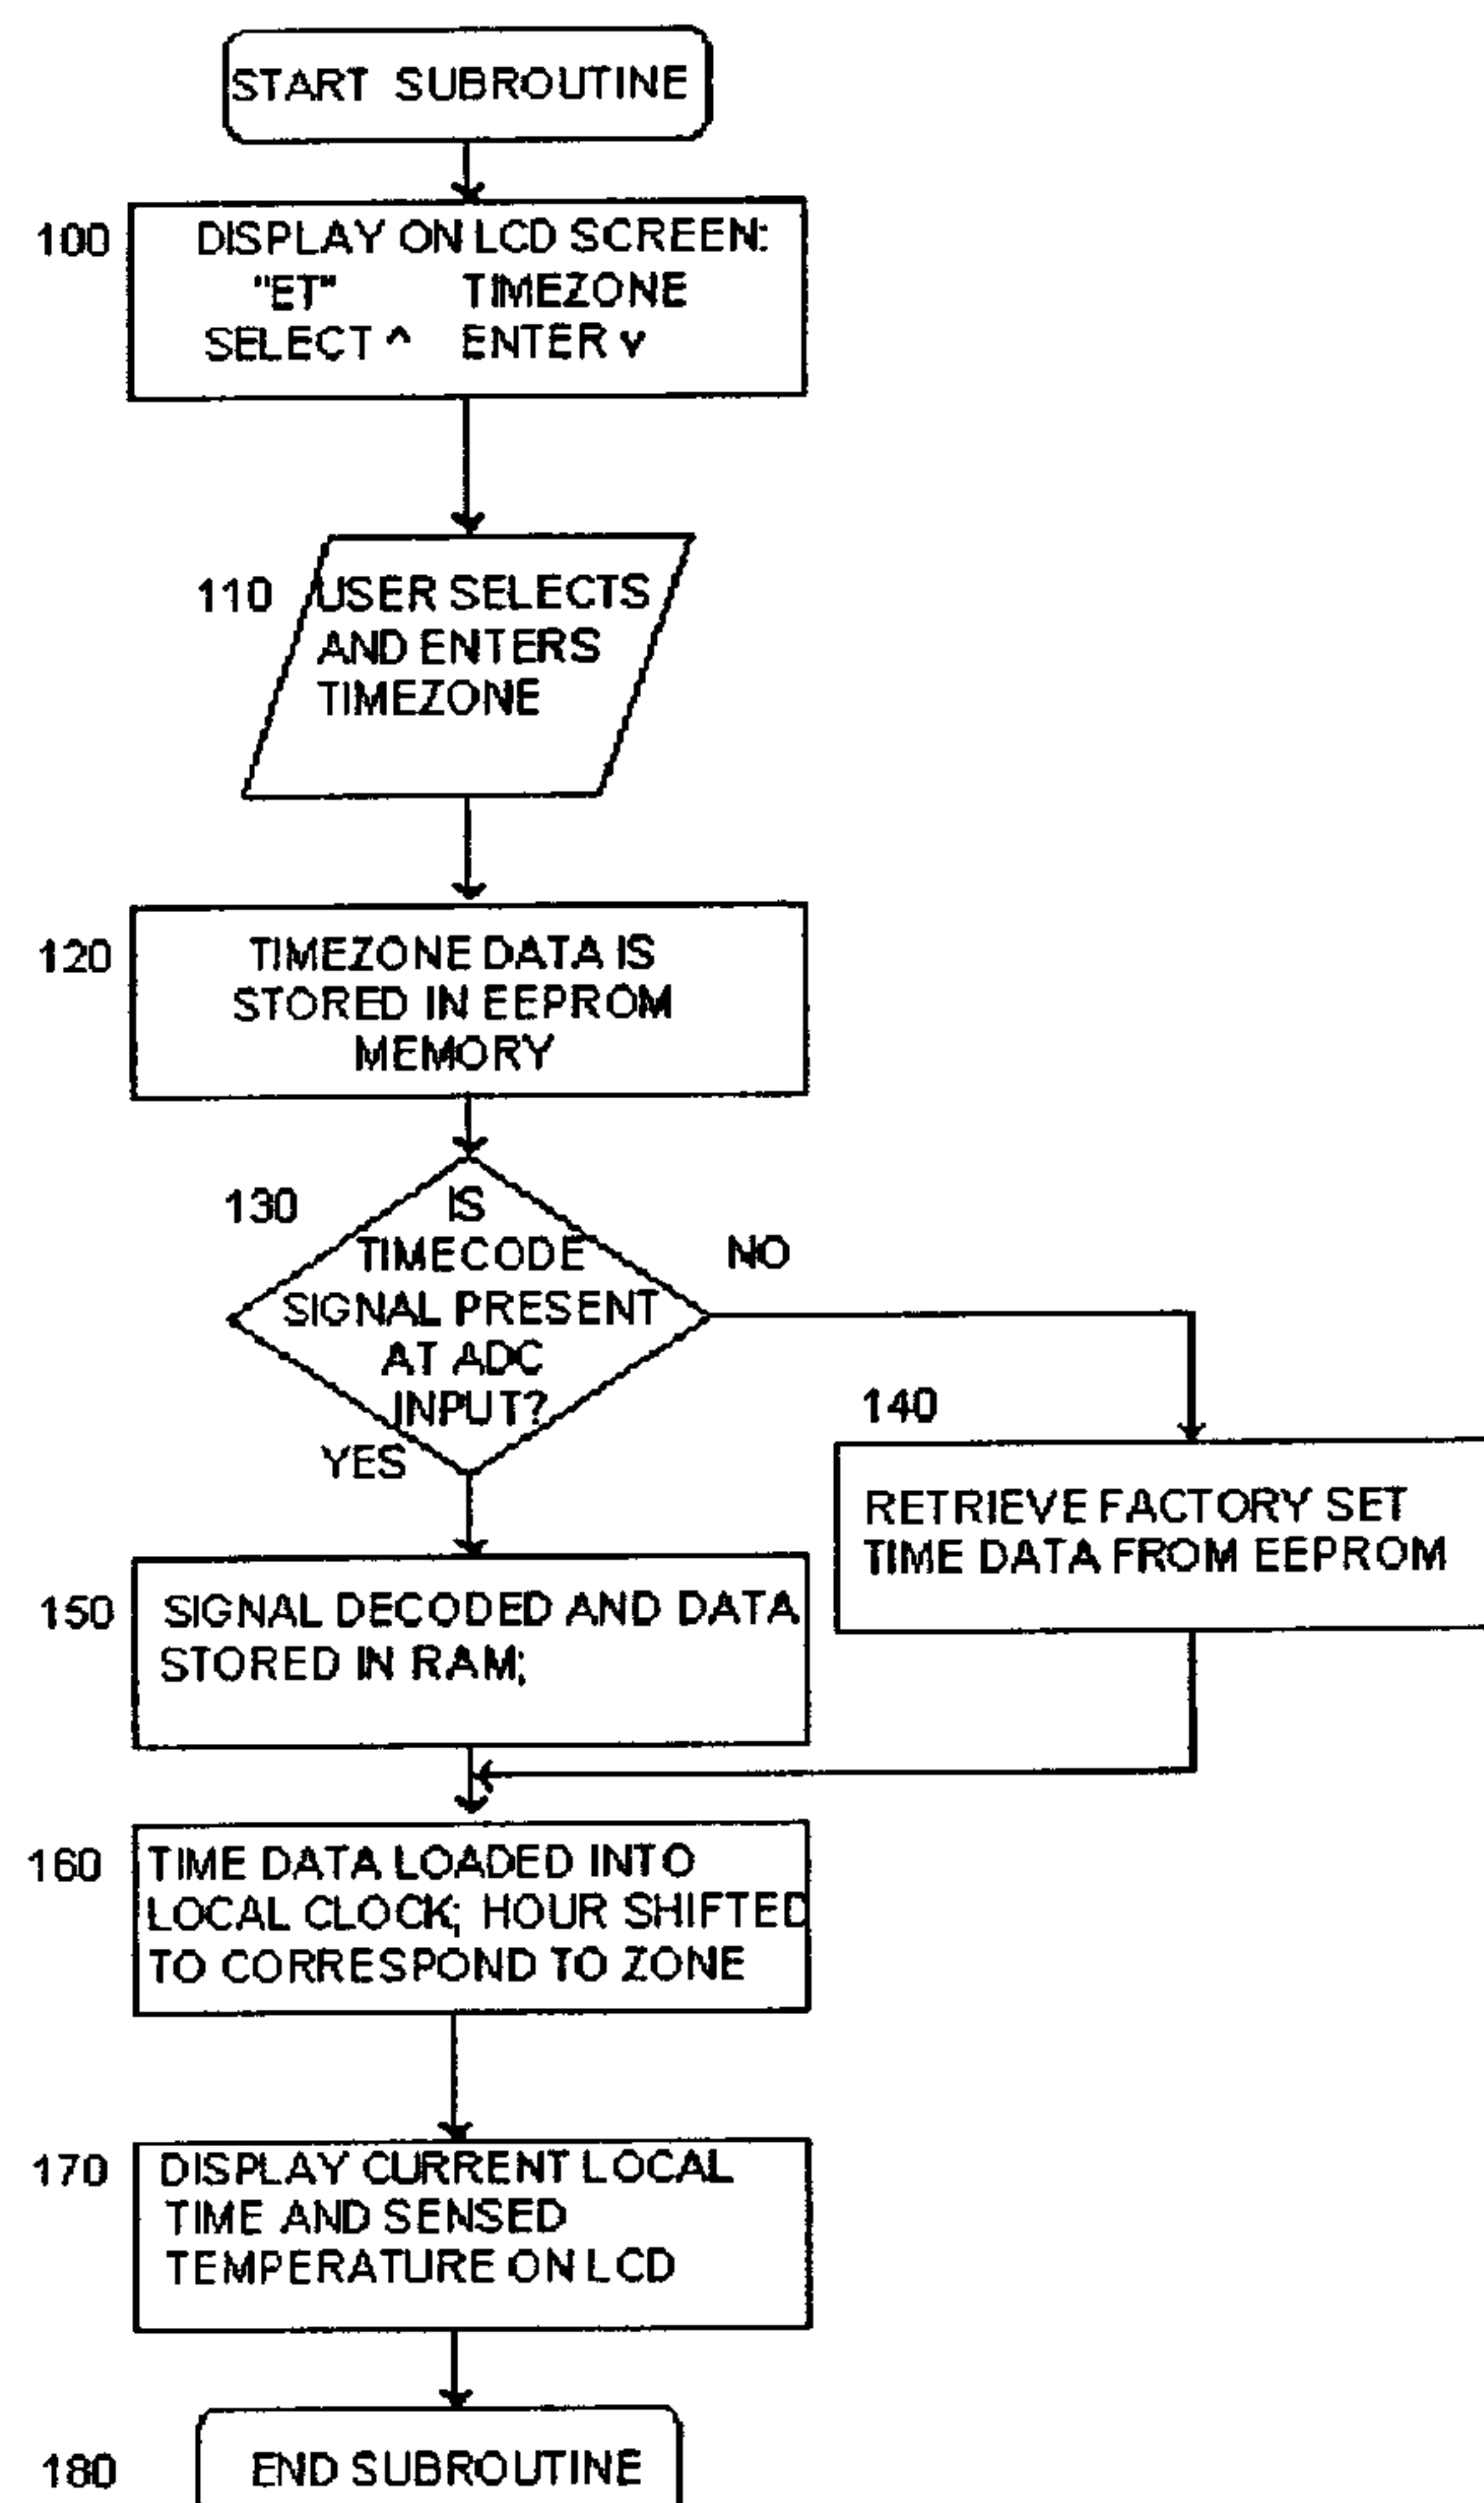 START SUBROUTINE
100
DISPLAY ON LCD SCREEN:
"ET" TIMEZONE
SELECT ^ ENTER v
110
USER SELECTS
AND ENTERS
TIMEZONE
120
TIMEZONE DATA IS
STORED IN EEPROM
MEMORY
130
IS
TIMECODE
SIGNAL PRESENT
AT ADC
INPUT?
NO
YES
140
RETRIEVE FACTORY SET
TIME DATA FROM EEPROM
150
SIGNAL DECODED AND DATA
STORED IN RAM;
160
TIME DATA LOADED INTO
LOCAL CLOCK; HOUR SHIFTED
TO CORRESPOND TO ZONE
170
DISPLAY CURRENT LOCAL
TIME AND SENSED
TEMPERATURE ON LCD
180
END SUBROUTINE